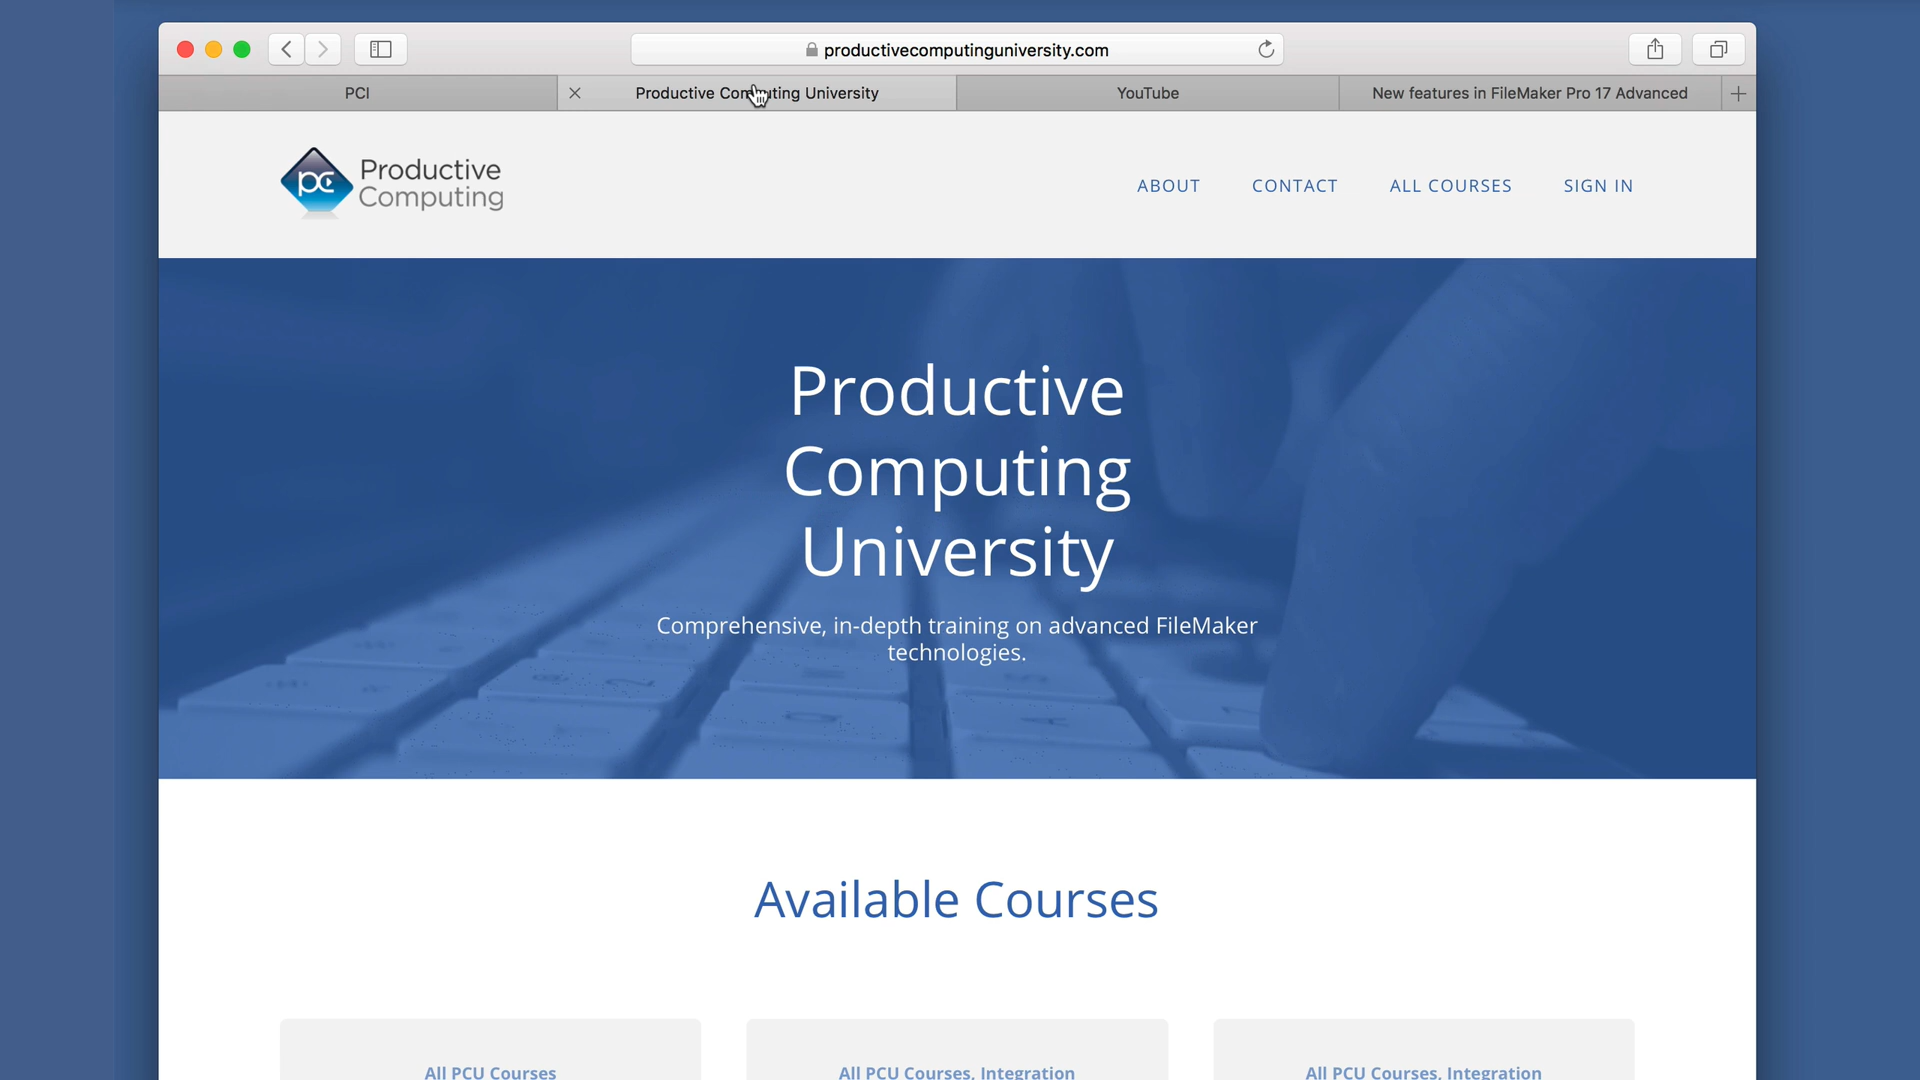 productivecomputinguniversity.com
PCI
Productive Computing University
YouTube
New features in FileMaker Pro 17 Advanced
pc
Productive
Computing
ABOUT
CONTACT
ALL COURSES
SIGN IN
Productive
Computing
University
Comprehensive, in-depth training on advanced FileMaker
technologies.
Available Courses
All PCU Courses
All PCU Courses, Integration
All PCU Courses, Integration